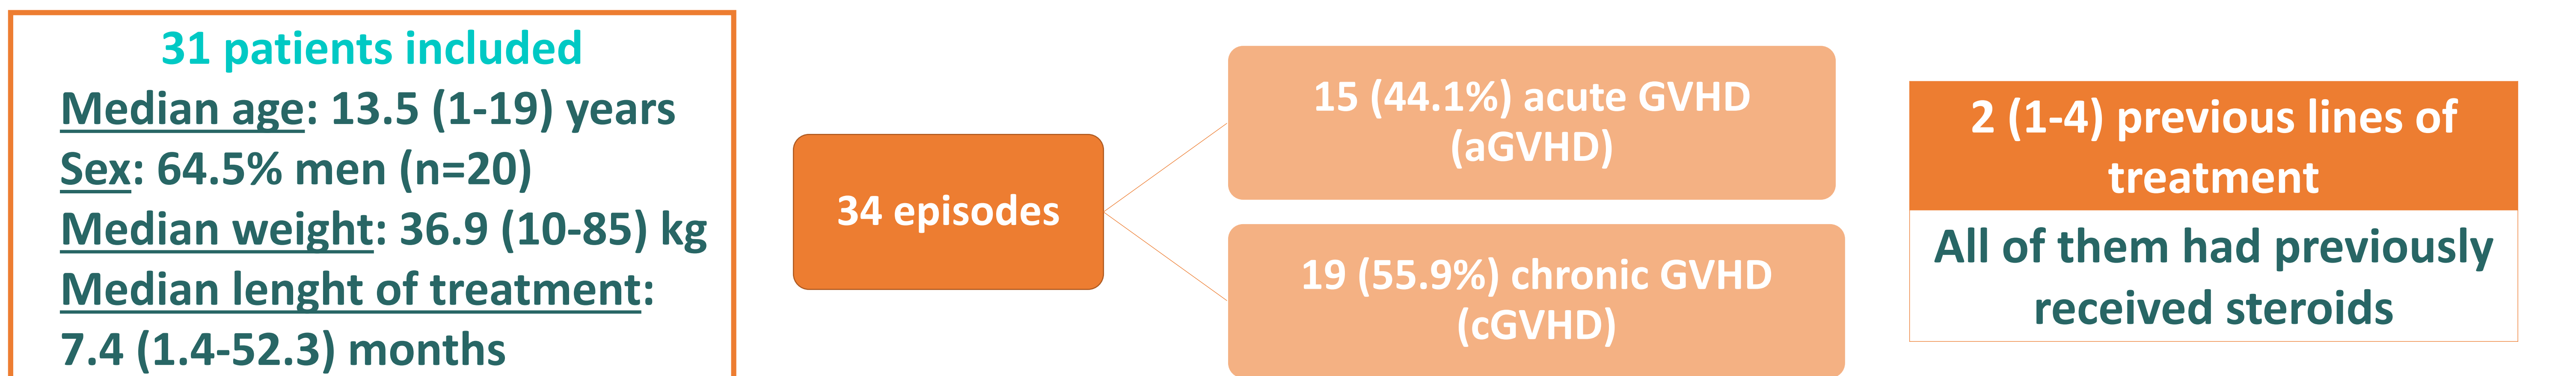 31 patients included
Median age: 13.5 (1-19) years
Sex: 64.5% men (n=20)
Median weight: 36.9 (10-85) kg
Median lenght of treatment:
7.4 (1.4-52.3) months
34 episodes
15 (44.1%) acute GVHD
(aGVHD)
19 (55.9%) chronic GVHD
(cGVHD)
2 (1-4) previous lines of
treatment
All of them had previously
received steroids